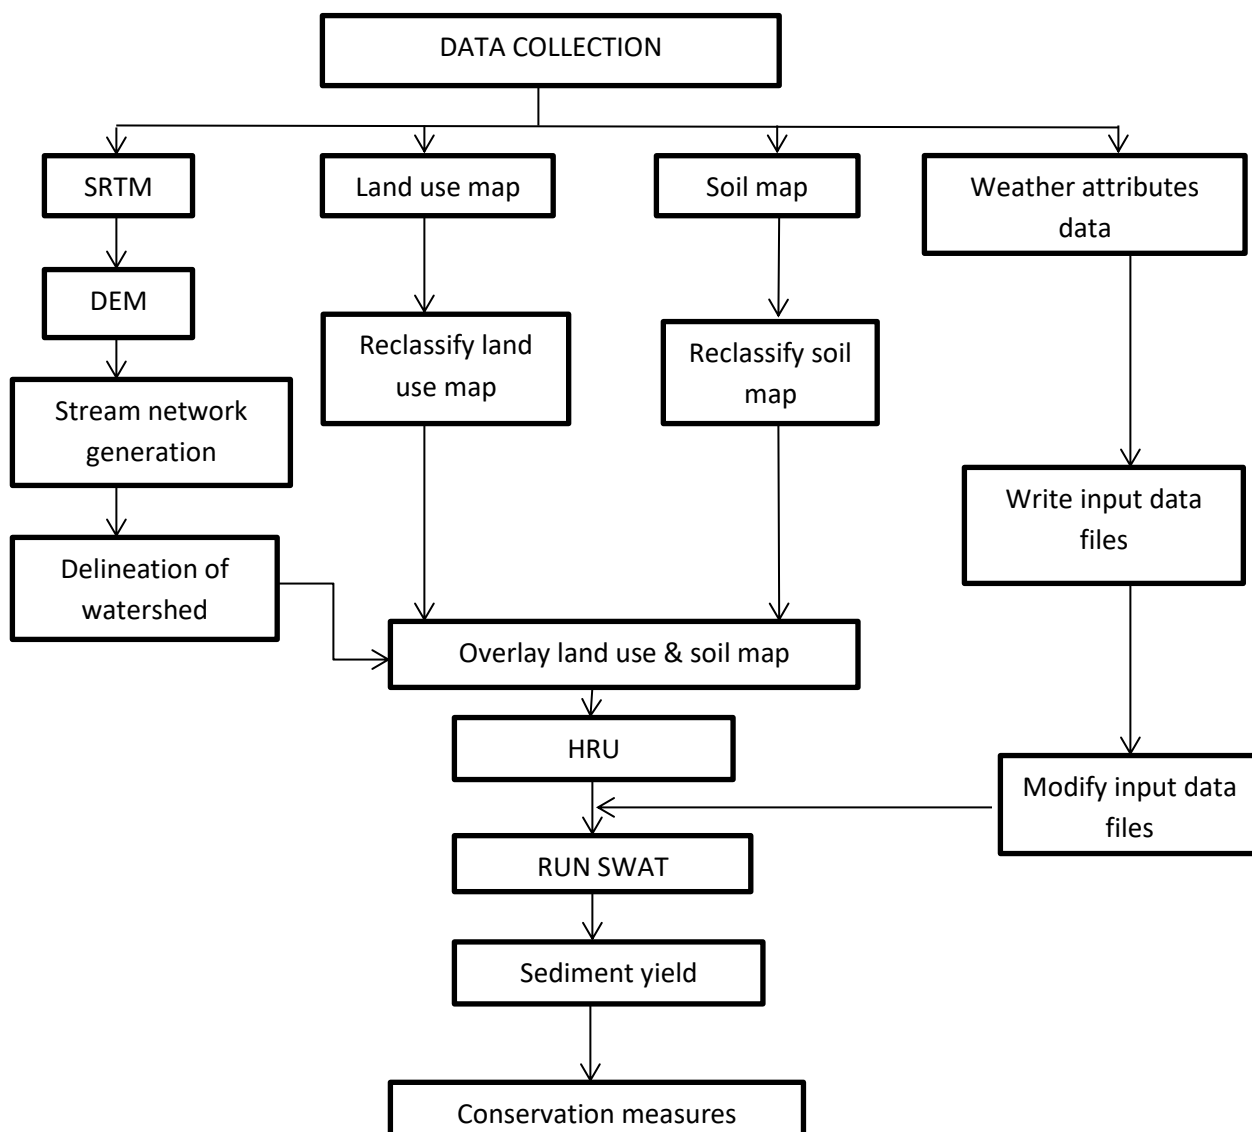 DATA COLLECTION
SRTM
Land use map
Soil map
Weather attributes
data
DEM
Reclassify land
use map
Reclassify soil
map
Stream network
generation
Write input data
files
Delineation of
watershed
Overlay land use & soil map
HRU
Modify input data
files
RUN SWAT
Sediment yield
Conservation measures